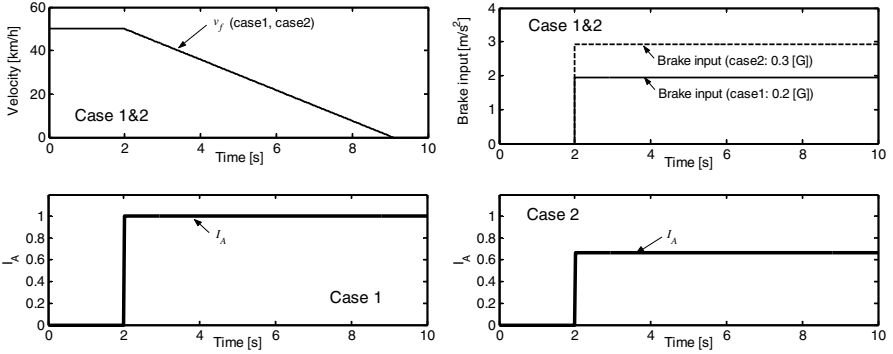 60
40
20
0
Velocity [km/h]
v_f (case1, case2)
Case 1&2
0 2 4 6 8 10
Time [s]
4
3
2
1
0
Brake input [m/s²]
Case 1&2
Brake input (case2: 0.3 [G])
Brake input (case1: 0.2 [G])
0 2 4 6 8 10
Time [s]
1
0.8
0.6
0.4
0.2
0
I_A
I_A
Case 1
0 2 4 6 8 10
Time [s]
1
0.8
0.6
0.4
0.2
0
I_A
Case 2
I_A
0 2 4 6 8 10
Time [s]